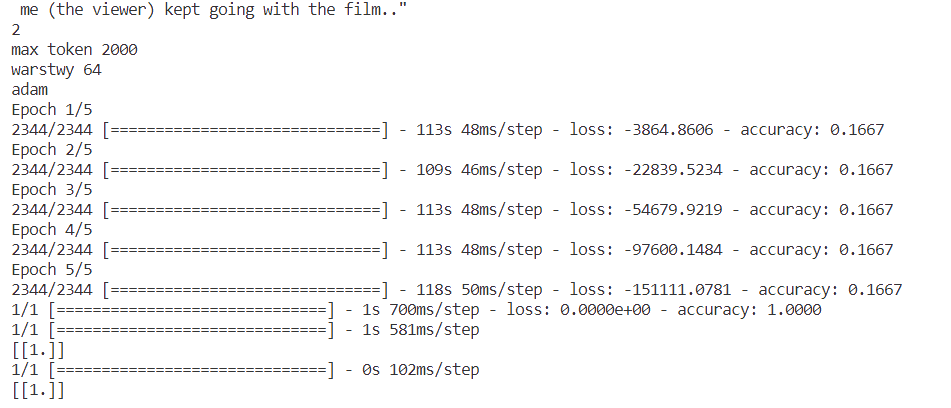 me (the viewer) kept going with the film.."
2
max token 2000
warstwy 64
adam
Epoch 1/5
2344/2344 [==============================] - 113s 48ms/step - loss: -3864.8606 - accuracy: 0.1667
Epoch 2/5
2344/2344 [==============================] - 109s 46ms/step - loss: -22839.5234 - accuracy: 0.1667
Epoch 3/5
2344/2344 [==============================] - 113s 48ms/step - loss: -54679.9219 - accuracy: 0.1667
Epoch 4/5
2344/2344 [==============================] - 113s 48ms/step - loss: -97600.1484 - accuracy: 0.1667
Epoch 5/5
2344/2344 [==============================] - 118s 50ms/step - loss: -151111.0781 - accuracy: 0.1667
1/1 [==============================] - 1s 700ms/step - loss: 0.0000e+00 - accuracy: 1.0000
1/1 [==============================] - 1s 581ms/step
[[1.]]
1/1 [==============================] - 0s 102ms/step
[[1.]]